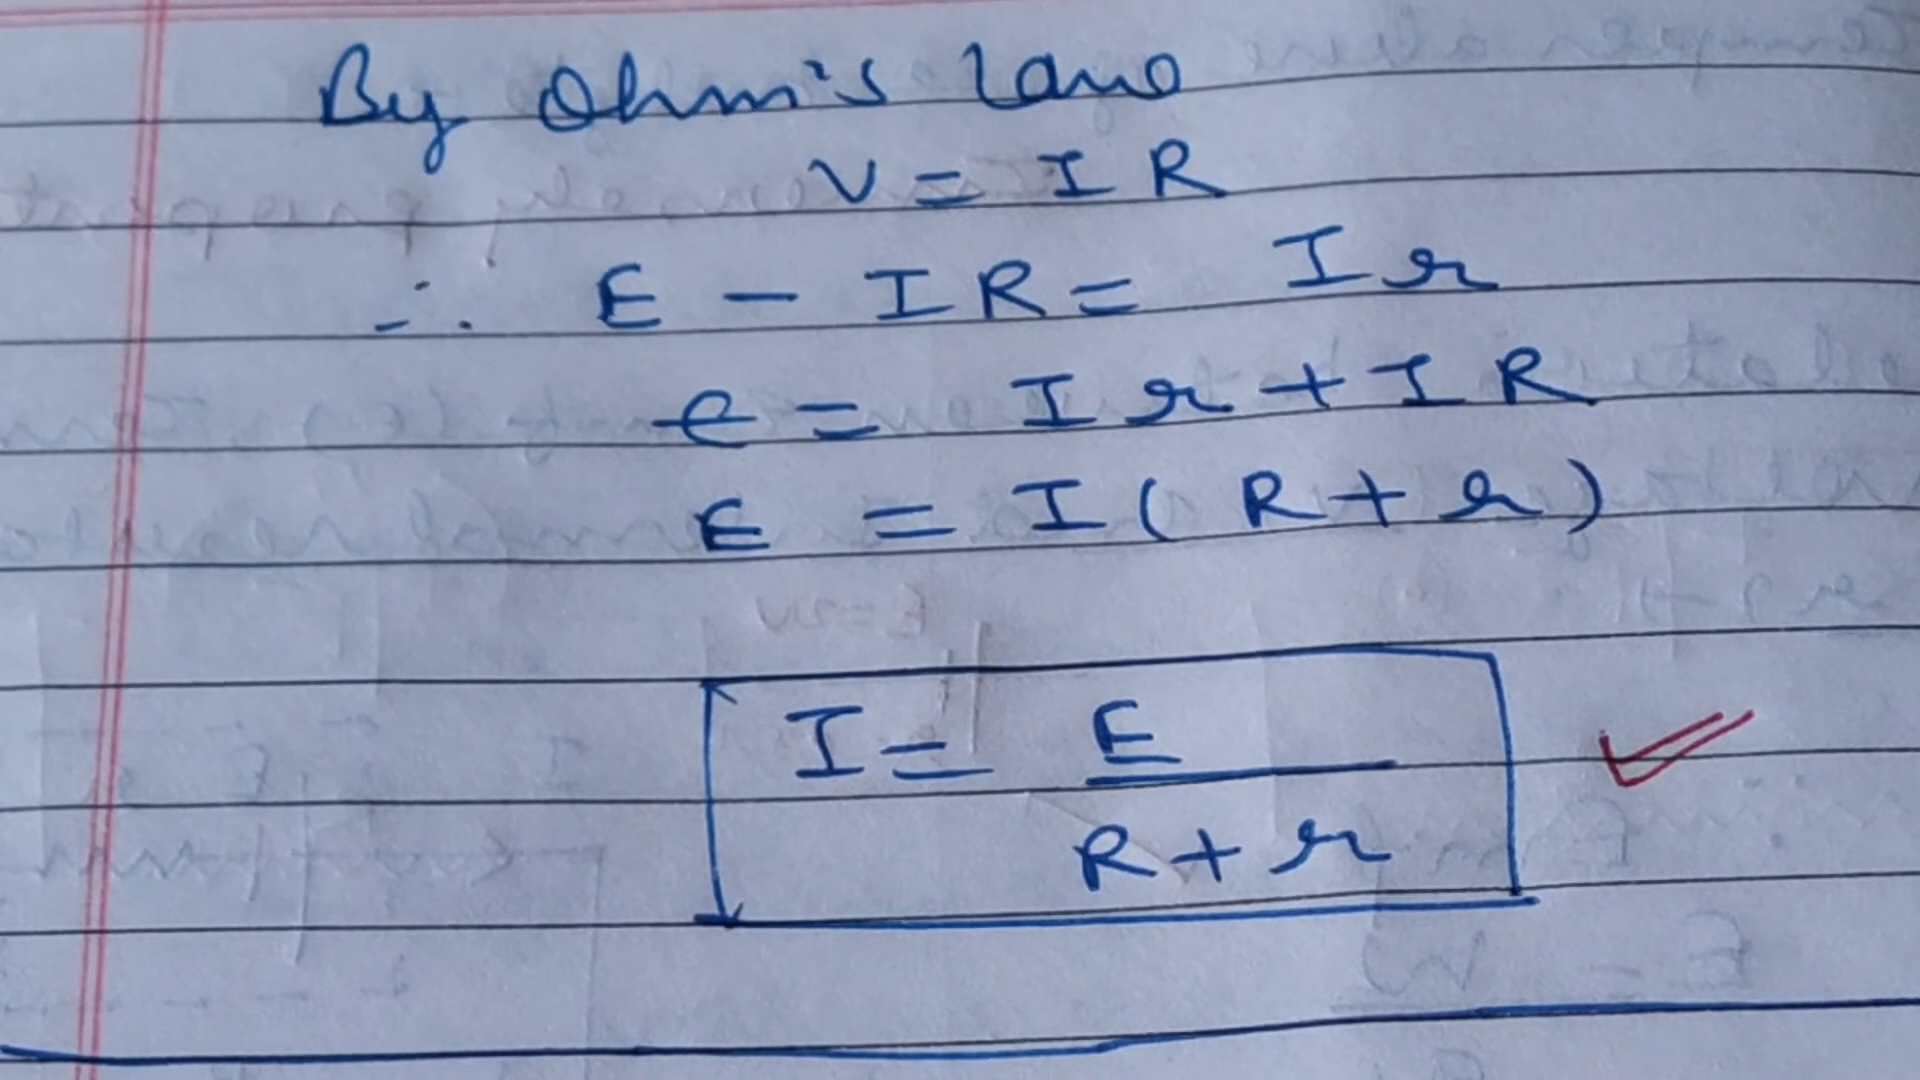 By Ohm's law
V = IR
∴ E - IR = Ir
e = Ir + IR
E = I(R + r)
I = E
R + r